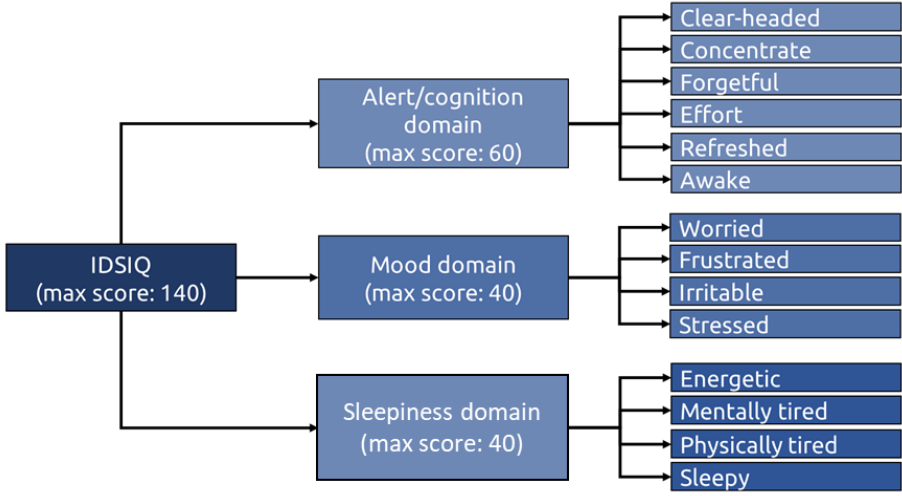 IDSIQ
(max score: 140)
Alert/cognition
domain
(max score: 60)
Clear-headed
Concentrate
Forgetful
Effort
Refreshed
Awake
Mood domain
(max score: 40)
Worried
Frustrated
Irritable
Stressed
Sleepiness domain
(max score: 40)
Energetic
Mentally tired
Physically tired
Sleepy